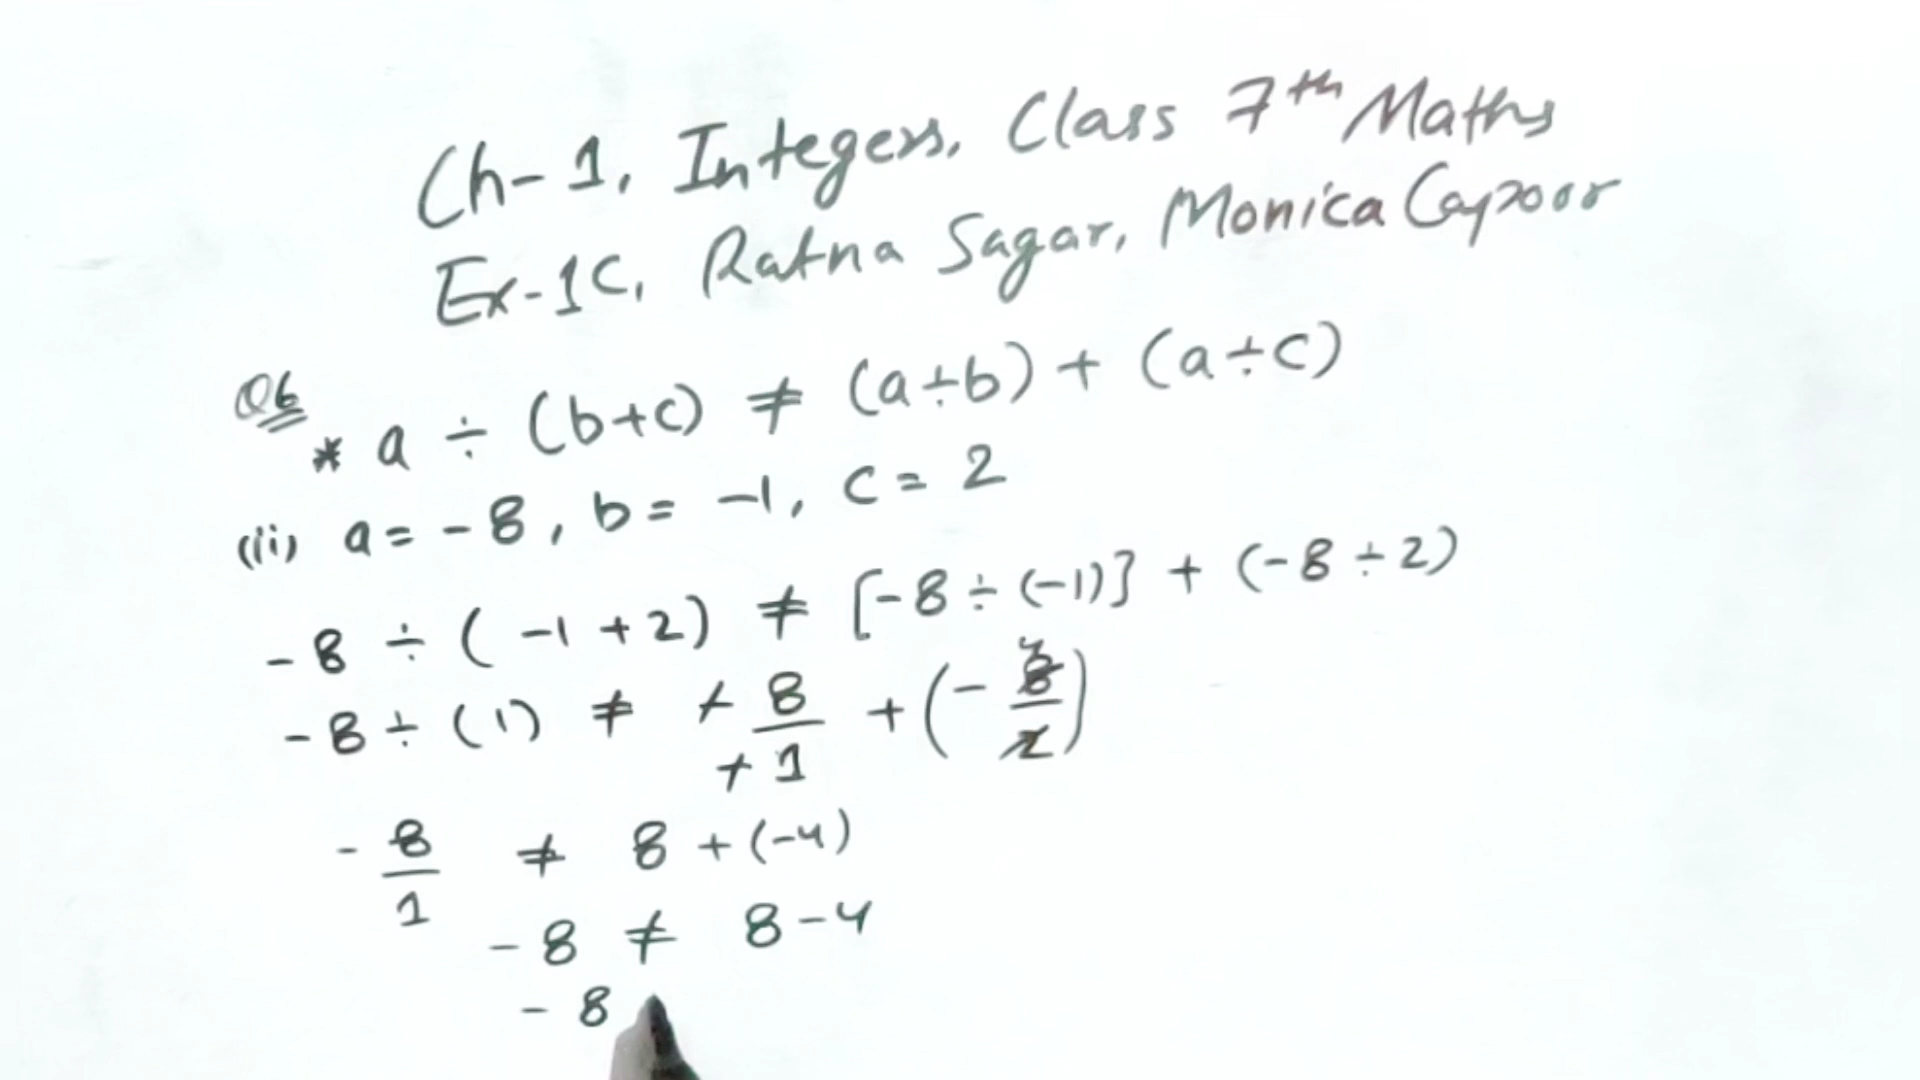 Ch-1, Integers, Class 7th Maths
Ex-1C, Ratna Sagar, Monica Capoor
Q6
* a ÷ (b+c) ≠ (a÷b) + (a÷c)
(ii) a = -8, b = -1, c = 2
-8 ÷ (-1 + 2) ≠ [-8 ÷ (-1)] + (-8 ÷ 2)
-8 ÷ (1) ≠ +8/+1 + (-8/2)
-8/1 ≠ 8 + (-4)
-8 ≠ 8-4
-8